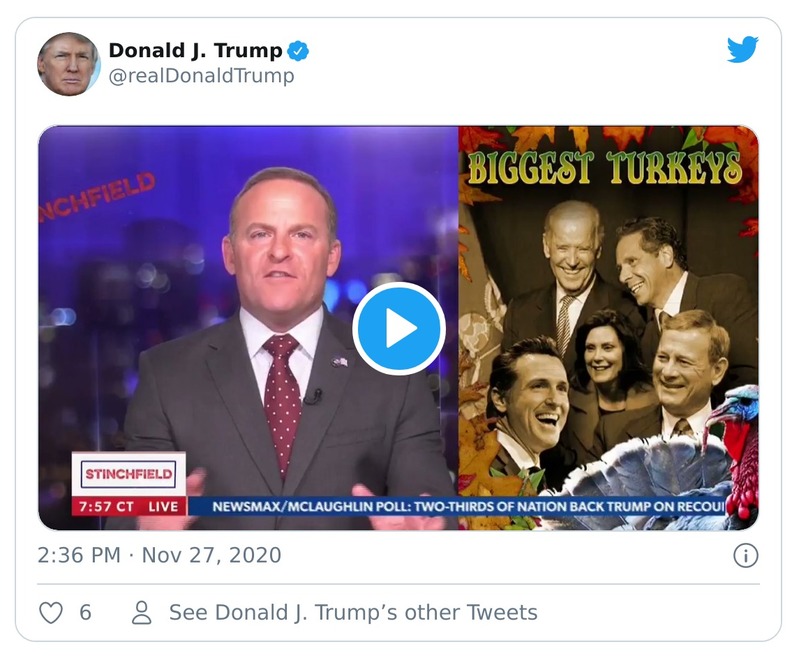 Donald J. Trump
@realDonaldTrump
NCHFIELD
BIGGEST TURKEYS
STINCHFIELD
7:57 CT LIVE
NEWSMAX/MCLAUGHLIN POLL: TWO-THIRDS OF NATION BACK TRUMP ON RECOU
2:36 PM · Nov 27, 2020
6
See Donald J. Trump’s other Tweets